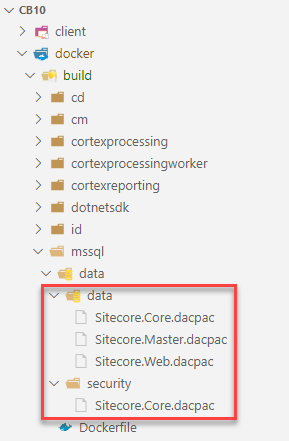 CB10
client
docker
build
cd
cm
cortexprocessing
cortexprocessingworker
cortexreporting
dotnetsdk
id
mssql
data
data
Sitecore.Core.dacpac
Sitecore.Master.dacpac
Sitecore.Web.dacpac
security
Sitecore.Core.dacpac
Dockerfile